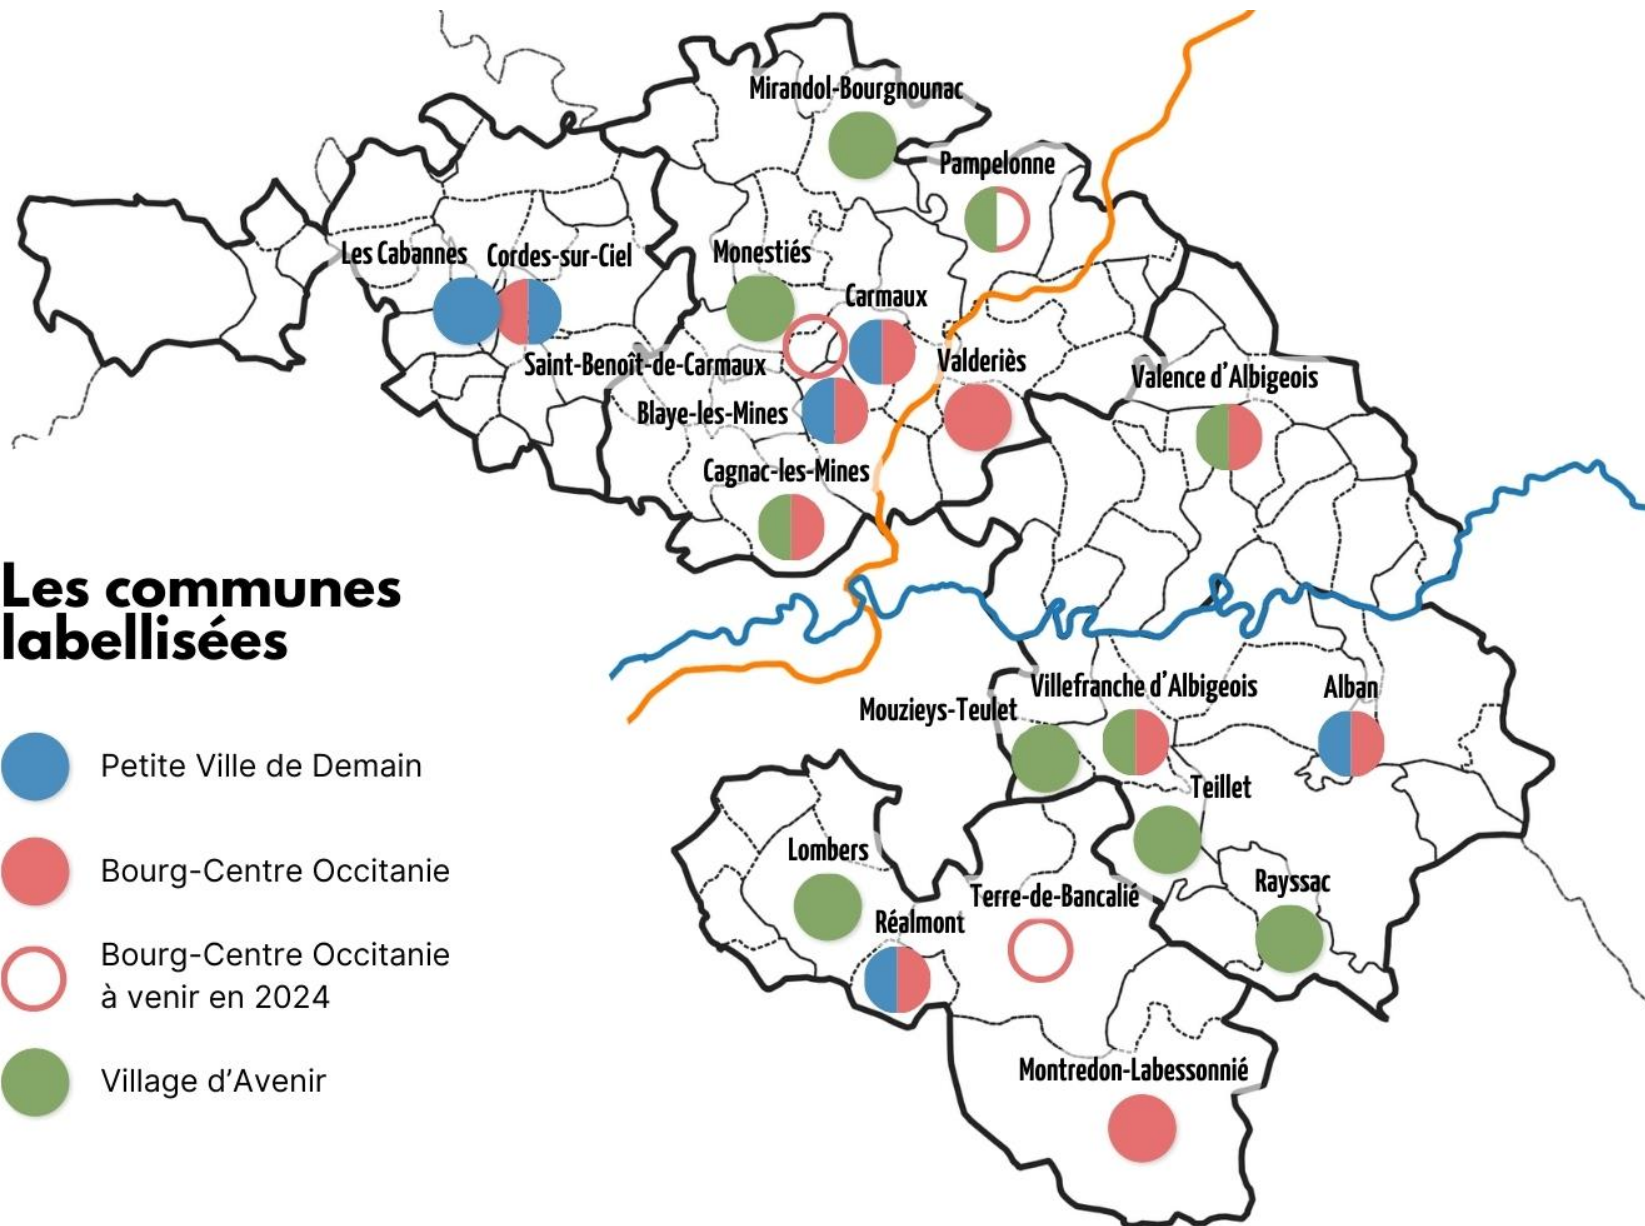 Mirandol-Bourgnounac
Pampelonne
Les Cabannes
Cordes-sur-Ciel
Monestiés
Carmaux
Saint-Benoît-de-Carmaux
Valderiès
Valence d'Albigeois
Blaye-les-Mines
Cagnac-les-Mines
Les communes
labellisées
Petite Ville de Demain
Bourg-Centre Occitanie
Bourg-Centre Occitanie
à venir en 2024
Village d'Avenir
Villefranche d'Albigeois
Alban
Mouzieys-Teulet
Teillet
Lombers
Rayssac
Terre-de-Bancalié
Réalmont
Montredon-Labessonnié